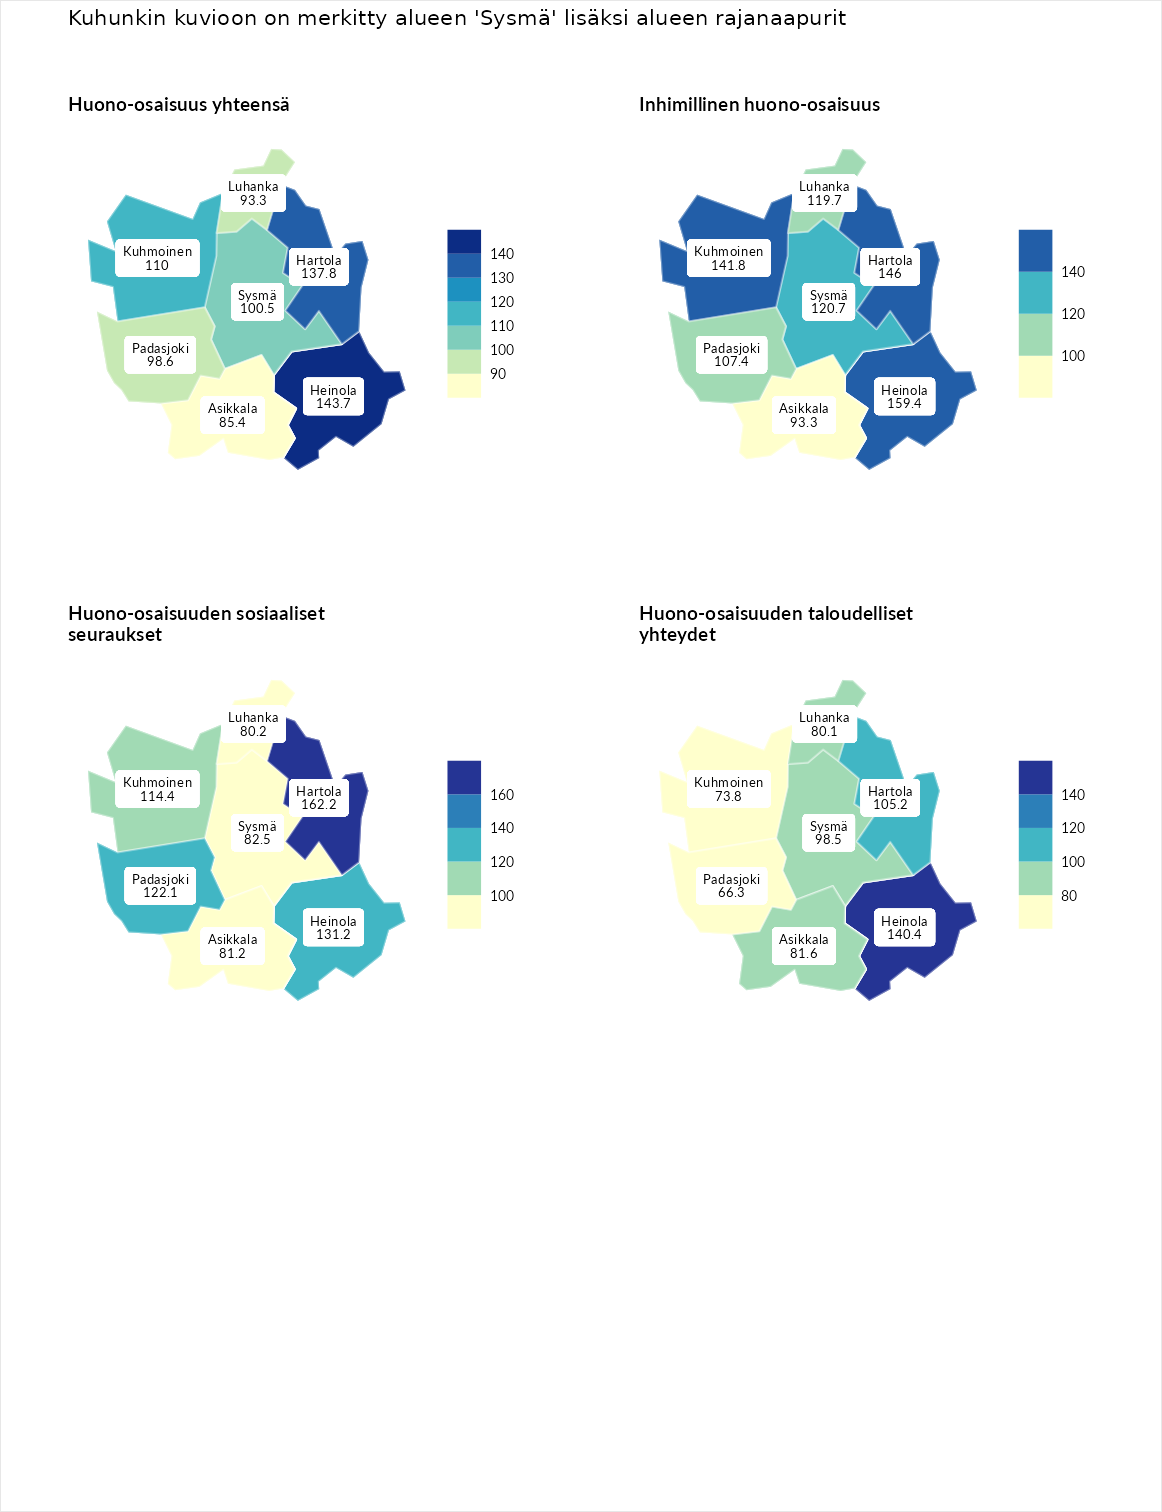 Kuhunkin kuvioon on merkitty alueen 'Sysmä' lisäksi alueen rajanaapurit
Huono-osaisuus yhteensä
Luhanka
93.3
Kuhmoinen
110
Hartola
137.8
Sysmä
100.5
Padasjoki
98.6
Heinola
143.7
Asikkala
85.4
140
130
120
110
100
90
Inhimillinen huono-osaisuus
Luhanka
119.7
Kuhmoinen
141.8
Hartola
146
Sysmä
120.7
Padasjoki
107.4
Heinola
159.4
Asikkala
93.3
140
120
100
Huono-osaisuuden sosiaaliset
seuraukset
Luhanka
80.2
Kuhmoinen
114.4
Hartola
162.2
Sysmä
82.5
Padasjoki
122.1
Heinola
131.2
Asikkala
81.2
160
140
120
100
Huono-osaisuuden taloudelliset
yhteydet
Luhanka
80.1
Kuhmoinen
73.8
Hartola
105.2
Sysmä
98.5
Padasjoki
66.3
Heinola
140.4
Asikkala
81.6
140
120
100
80